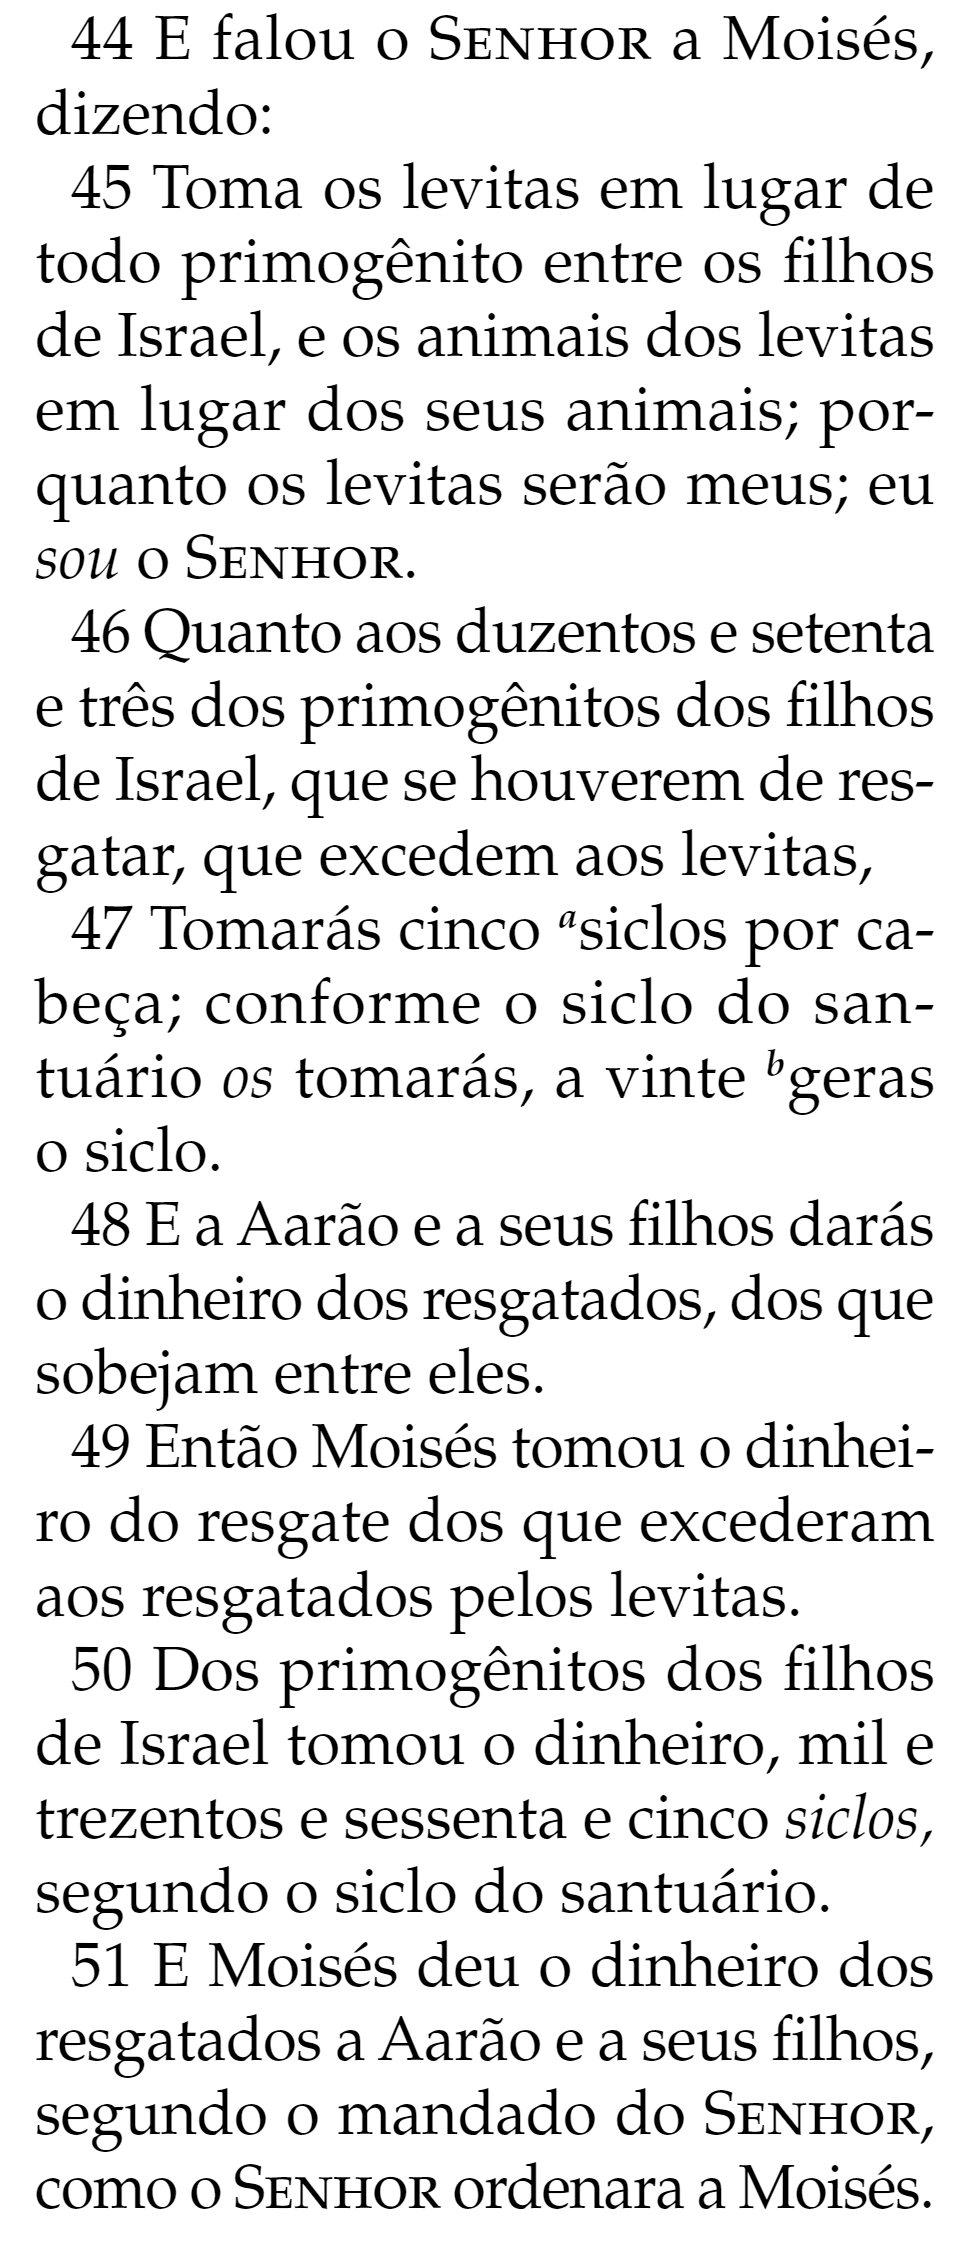 44 E falou o SENHOR a Moisés,
dizendo:
45 Toma os levitas em lugar de
todo primogênito entre os filhos
de Israel, e os animais dos levitas
em lugar dos seus animais; por-
quanto os levitas serão meus; eu
sou o SENHOR.
46 Quanto aos duzentos e setenta
e três dos primogênitos dos filhos
de Israel, que se houverem de res-
gatar, que excedem aos levitas,
47 Tomarás cinco ᵃsiclos por ca-
beça; conforme o siclo do san-
tuário os tomarás, a vinte ᵇgeras
o siclo.
48 E a Aarão e a seus filhos darás
o dinheiro dos resgatados, dos que
sobejam entre eles.
49 Então Moisés tomou o dinhei-
ro do resgate dos que excederam
aos resgatados pelos levitas.
50 Dos primogênitos dos filhos
de Israel tomou o dinheiro, mil e
trezentos e sessenta e cinco siclos,
segundo o siclo do santuário.
51 E Moisés deu o dinheiro dos
resgatados a Aarão e a seus filhos,
segundo o mandado do SENHOR,
como o SENHOR ordenara a Moisés.